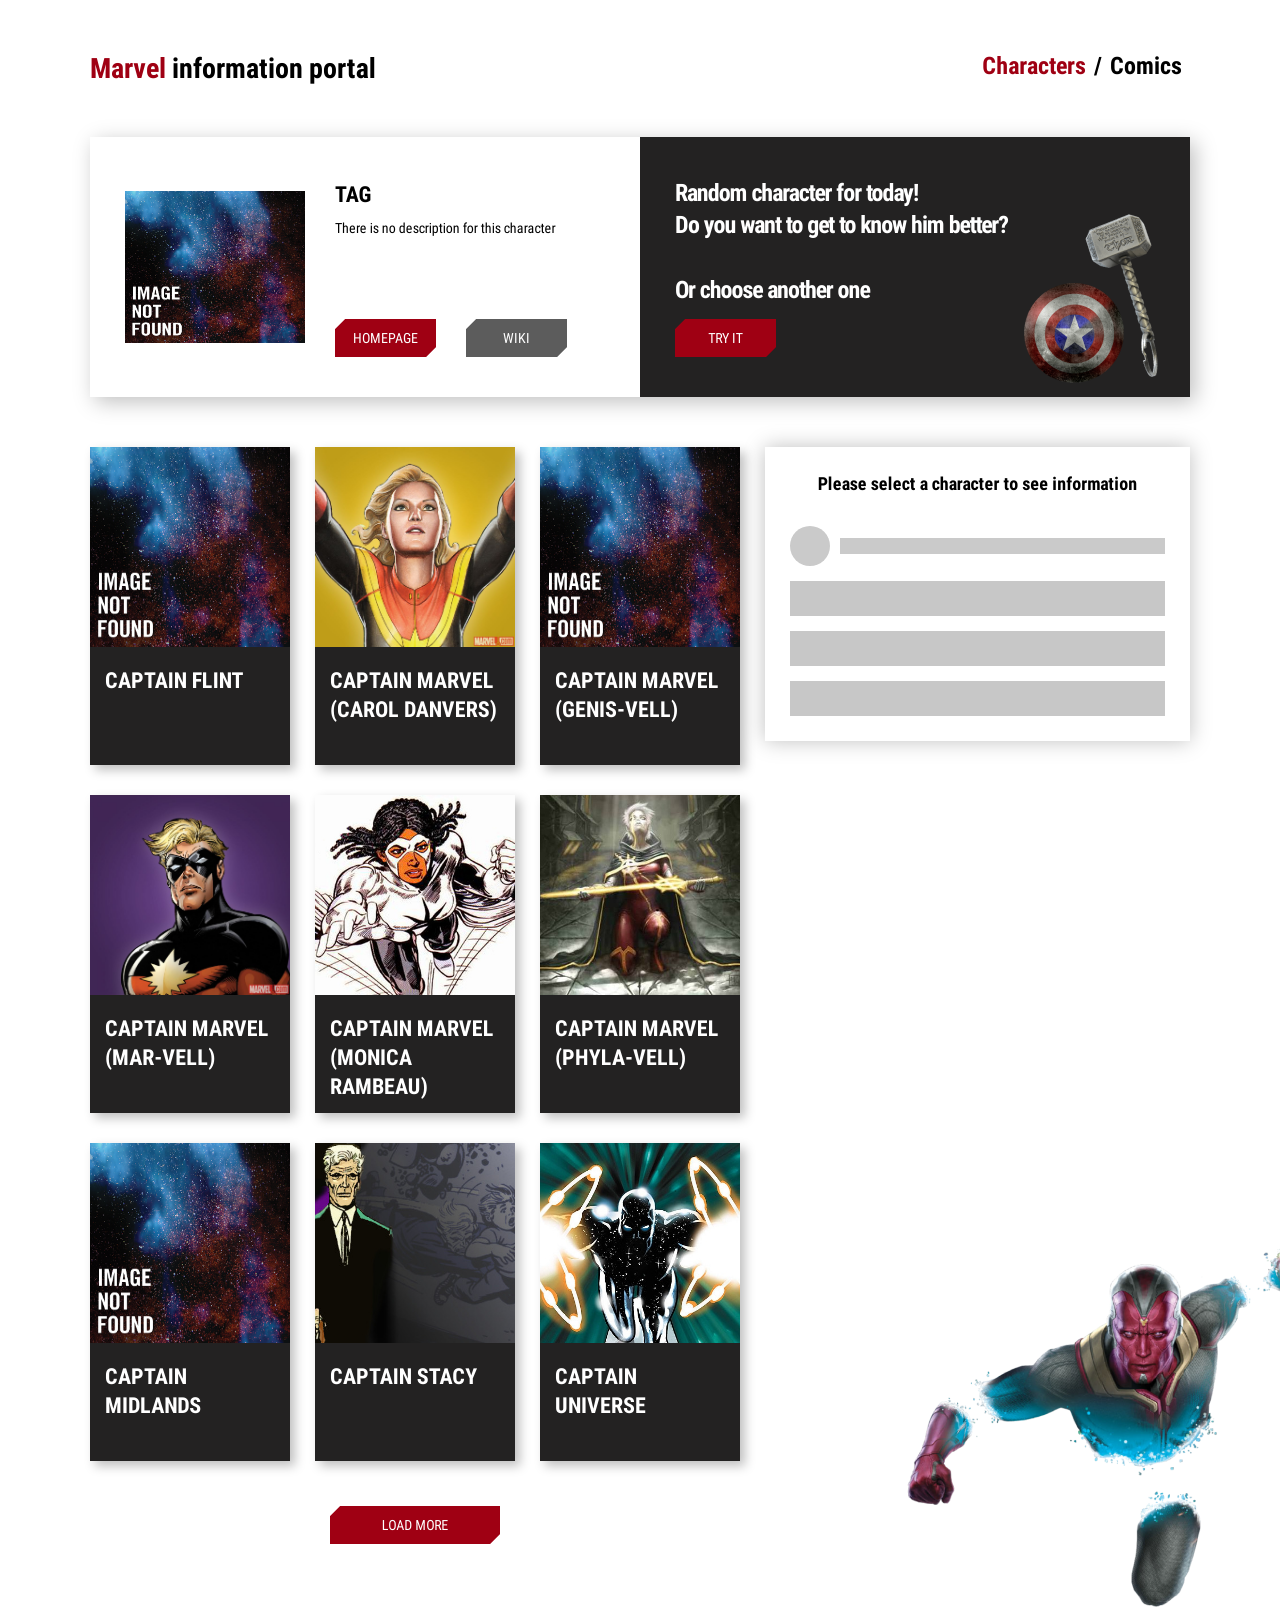 Marvel information portal
Characters / Comics
TAG
There is no description for this character
IMAGE
NOT
FOUND
HOMEPAGE
WIKI
Random character for today!
Do you want to get to know him better?
Or choose another one
TRY IT
IMAGE
NOT
FOUND
CAPTAIN FLINT
MARVEL
CAPTAIN MARVEL
(CAROL DANVERS)
IMAGE
NOT
FOUND
CAPTAIN MARVEL
(GENIS-VELL)
Please select a character to see information
MARVEL
CAPTAIN MARVEL
(MAR-VELL)
CAPTAIN MARVEL
(MONICA
RAMBEAU)
CAPTAIN MARVEL
(PHYLA-VELL)
IMAGE
NOT
FOUND
CAPTAIN
MIDLANDS
CAPTAIN STACY
CAPTAIN
UNIVERSE
LOAD MORE